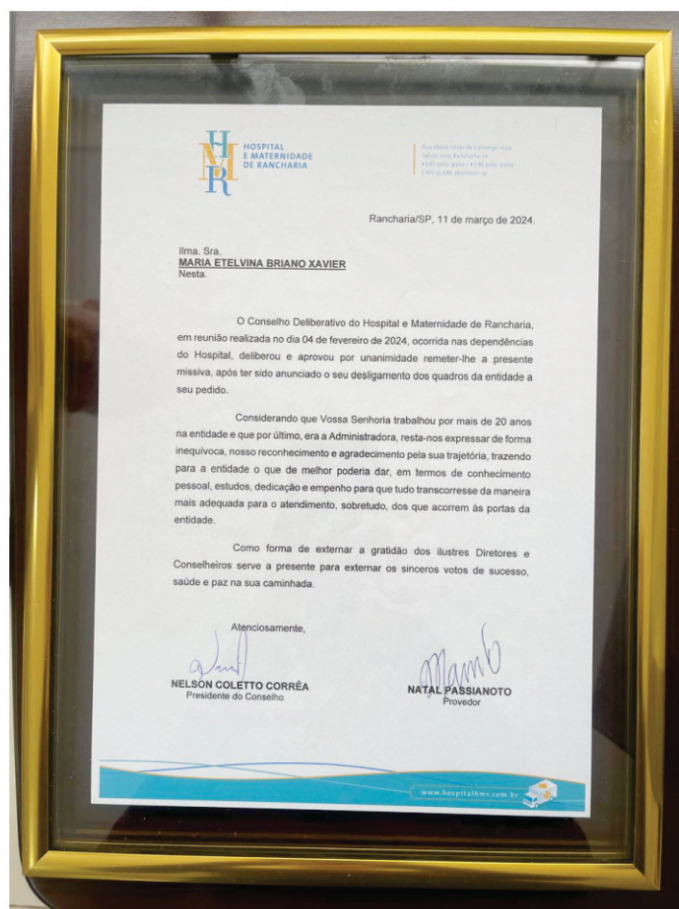 HMR
HOSPITAL
E MATERNIDADE
DE RANCHARIA
Rancharia/SP, 11 de março de 2024.
Ilma. Sra.
MARIA ETELVINA BRIANO XAVIER
Nesta.
O Conselho Deliberativo do Hospital e Maternidade de Rancharia,
em reunião realizada no dia 04 de fevereiro de 2024, ocorrida nas dependências
do Hospital, deliberou e aprovou por unanimidade remeter-lhe a presente
missiva, após ter sido anunciado o seu desligamento dos quadros da entidade a
seu pedido.
Considerando que Vossa Senhoria trabalhou por mais de 20 anos
na entidade e que por último, era a Administradora, resta-nos expressar de forma
inequívoca, nosso reconhecimento e agradecimento pela sua trajetória, trazendo
para a entidade o que de melhor poderia dar, em termos de conhecimento
pessoal, estudos, dedicação e empenho para que tudo transcorresse da maneira
mais adequada para o atendimento, sobretudo, dos que acorrem às portas da
entidade.
Como forma de externar a gratidão dos ilustres Diretores e
Conselheiros serve a presente para externar os sinceros votos de sucesso,
saúde e paz na sua caminhada.
Atenciosamente,
NELSON COLETTO CORRÊA
Presidente do Conselho
NATAL PASSIANOTO
Provedor
www.hospitalhmr.com.br